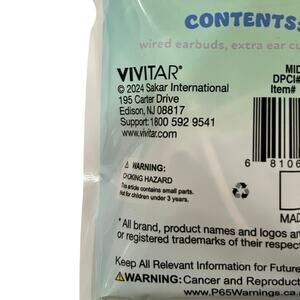 CONTENTS:
wired earbuds, extra ear cu
VIVITAR®
© 2024 Sakar International
195 Carter Drive
Edison, NJ 08817
Support: 1800 592 9541
www.vivitar.com
MID
DPCI#
Item#
6 8106
⚠ WARNING:
CHOKING HAZARD
This article contains small parts.
Not for children under 3 years.
MAD
*All brand, product names and logos are
or registered trademarks of their respec
Keep All Relevant Information for Future
⚠WARNING: Cancer and Reproduct
www.P65Warnings.ca.g